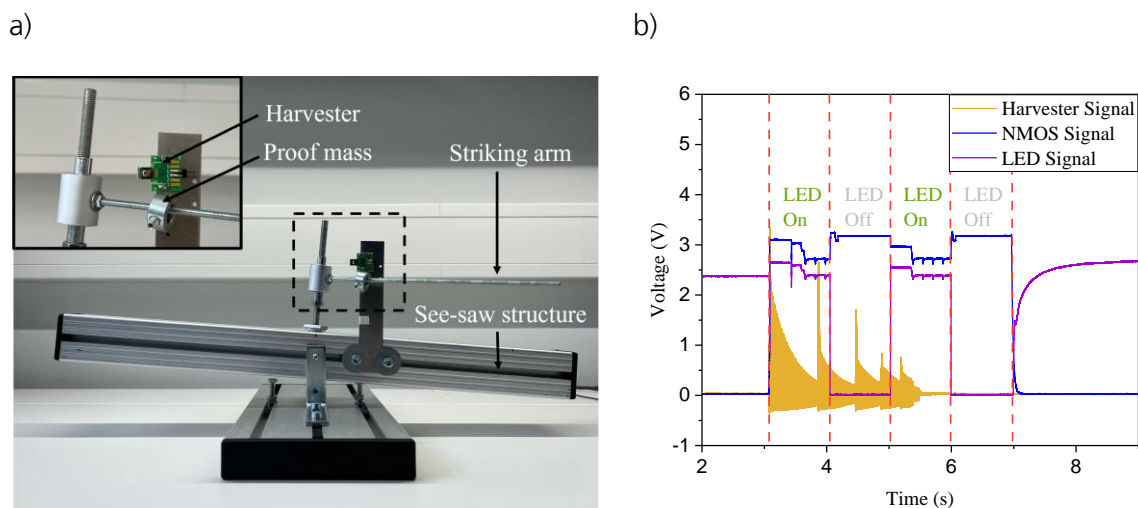 a)
Harvester
Proof mass
Striking arm
See-saw structure
b)
6
5
4
3
2
1
0
-1
Voltage (V)
Harvester Signal
NMOS Signal
LED Signal
LED
On
LED
Off
LED
On
LED
Off
2
4
6
8
Time (s)